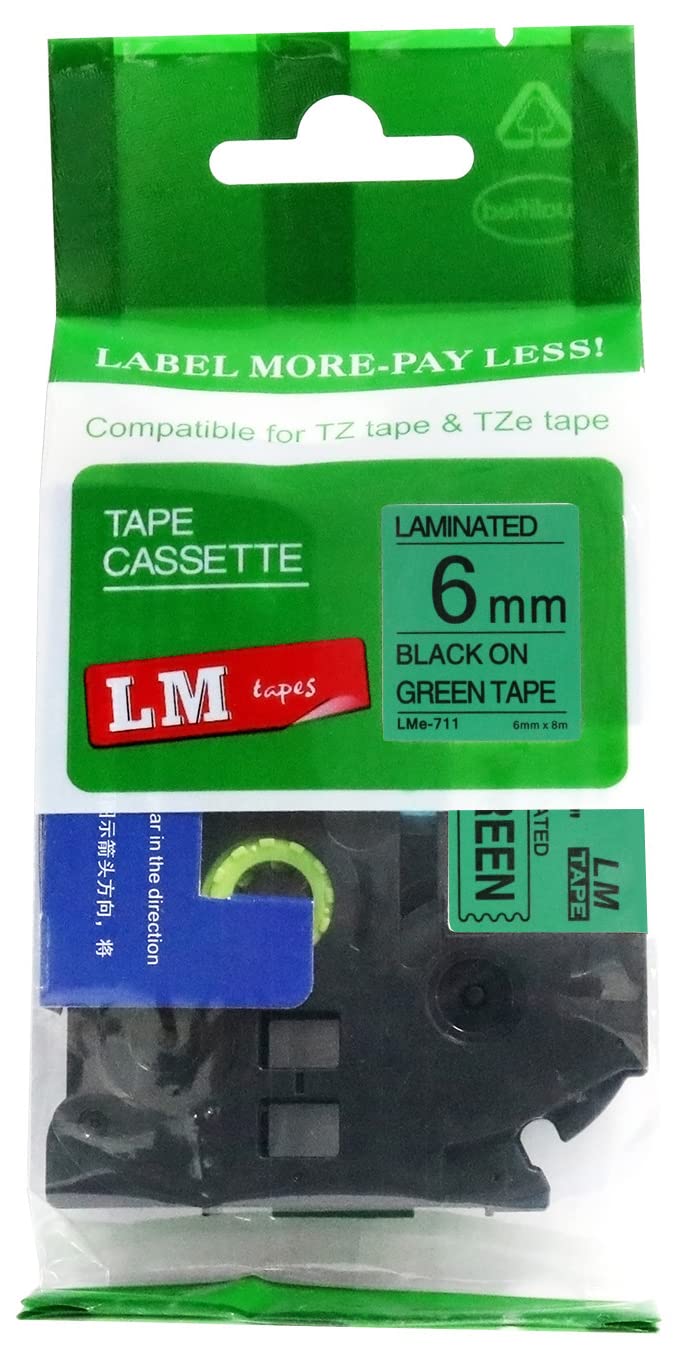 LABEL MORE-PAY LESS!
Compatible for TZ tape & TZe tape
TAPE
CASSETTE
LM tapes
LAMINATED
6 mm
BLACK ON
GREEN TAPE
LMe-711 6mm x 8m
ar in the direction
示箭头方向，将
LM
TAPE